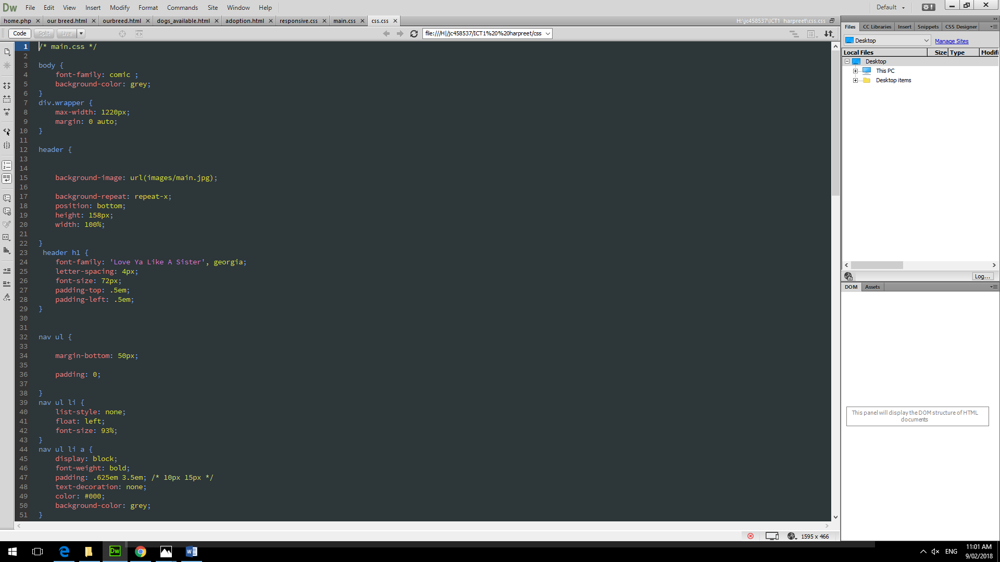 Dw File Edit View Insert Modify Format Commands Site Window Help Default
home.php our breed.html ourbreed.html dogs_available.html adoption.html responsive.css main.css css.css H:\jc458537\ICT1 harpreet\css.css
Code Split Live file:///H|/jc458537/ICT1%20%20harpreet/css
1 /* main.css */
2
3 body {
4 font-family: comic ;
5 background-color: grey;
6 }
7 div.wrapper {
8 max-width: 1220px;
9 margin: 0 auto;
10 }
11
12 header {
13
14
15 background-image: url(images/main.jpg);
16
17 background-repeat: repeat-x;
18 position: bottom;
19 height: 158px;
20 width: 100%;
21
22 }
23 header h1 {
24 font-family: 'Love Ya Like A Sister', georgia;
25 letter-spacing: 4px;
26 font-size: 72px;
27 padding-top: .5em;
28 padding-left: .5em;
29 }
30
31
32 nav ul {
33
34 margin-bottom: 50px;
35
36 padding: 0;
37
38 }
39 nav ul li {
40 list-style: none;
41 float: left;
42 font-size: 93%;
43 }
44 nav ul li a {
45 display: block;
46 font-weight: bold;
47 padding: .625em 3.5em; /* 10px 15px */
48 text-decoration: none;
49 color: #000;
50 background-color: grey;
51 }
Files CC Libraries Insert Snippets CSS Designer
Desktop Manage Sites
Local Files Size Type Modifi
Desktop
This PC
Desktop items
Log...
DOM Assets
This panel will display the DOM structure of HTML
documents
1595 x 466
Dw
ENG
11:01 AM
9/02/2018